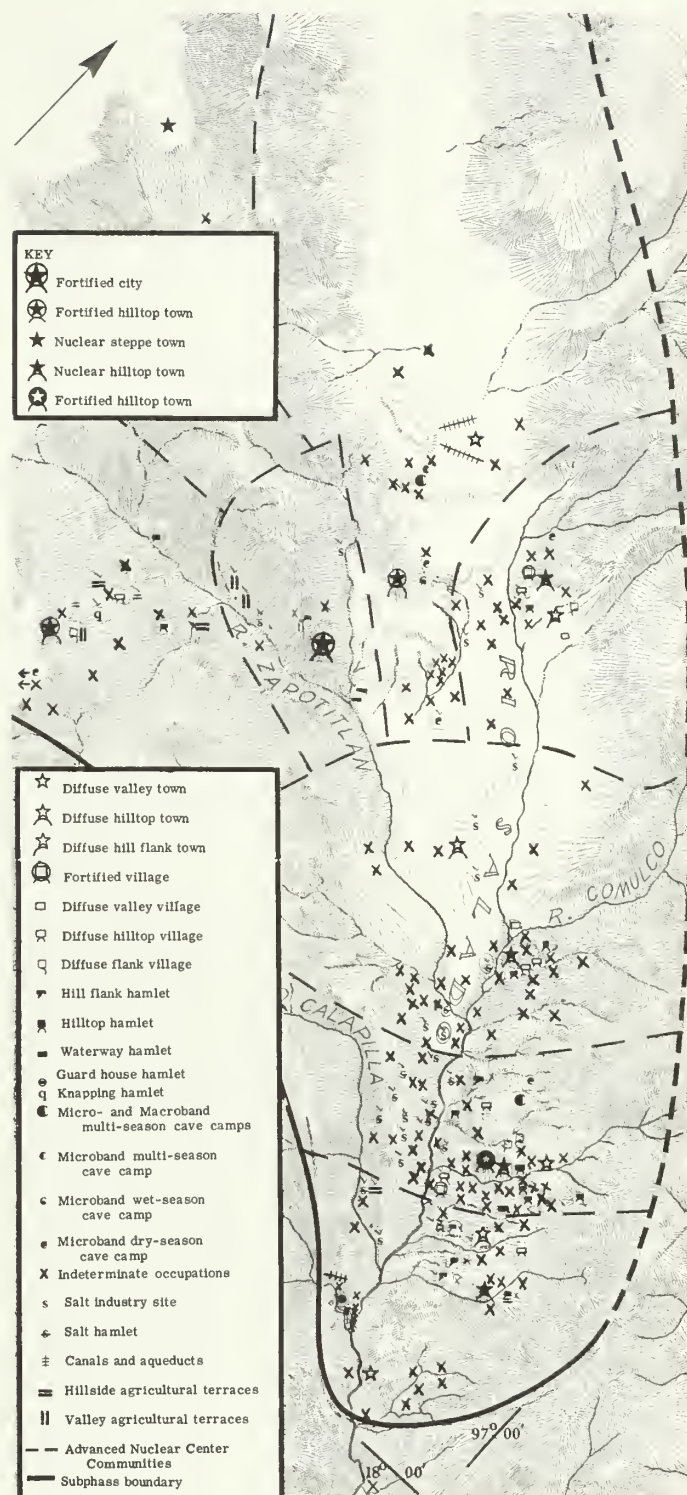 KEY
Fortified city
Fortified hilltop town
Nuclear steppe town
Nuclear hilltop town
Fortified hilltop town
R. ZAPOTITLAN
RIO
SALADO
R. COMULCO
CALAPILLA
Diffuse valley town
Diffuse hilltop town
Diffuse hill flank town
Fortified village
Diffuse valley village
Diffuse hilltop village
Diffuse flank village
Hill flank hamlet
Hilltop hamlet
Waterway hamlet
Guard house hamlet
q Knapping hamlet
Micro- and Macroband
multi-season cave camps
Microband multi-season
cave camp
Microband wet-season
cave camp
Microband dry-season
cave camp
X Indeterminate occupations
s Salt industry site
Salt hamlet
Canals and aqueducts
Hillside agricultural terraces
Valley agricultural terraces
Advanced Nuclear Center
Communities
Subphass boundary
97° 00'
18° 00'